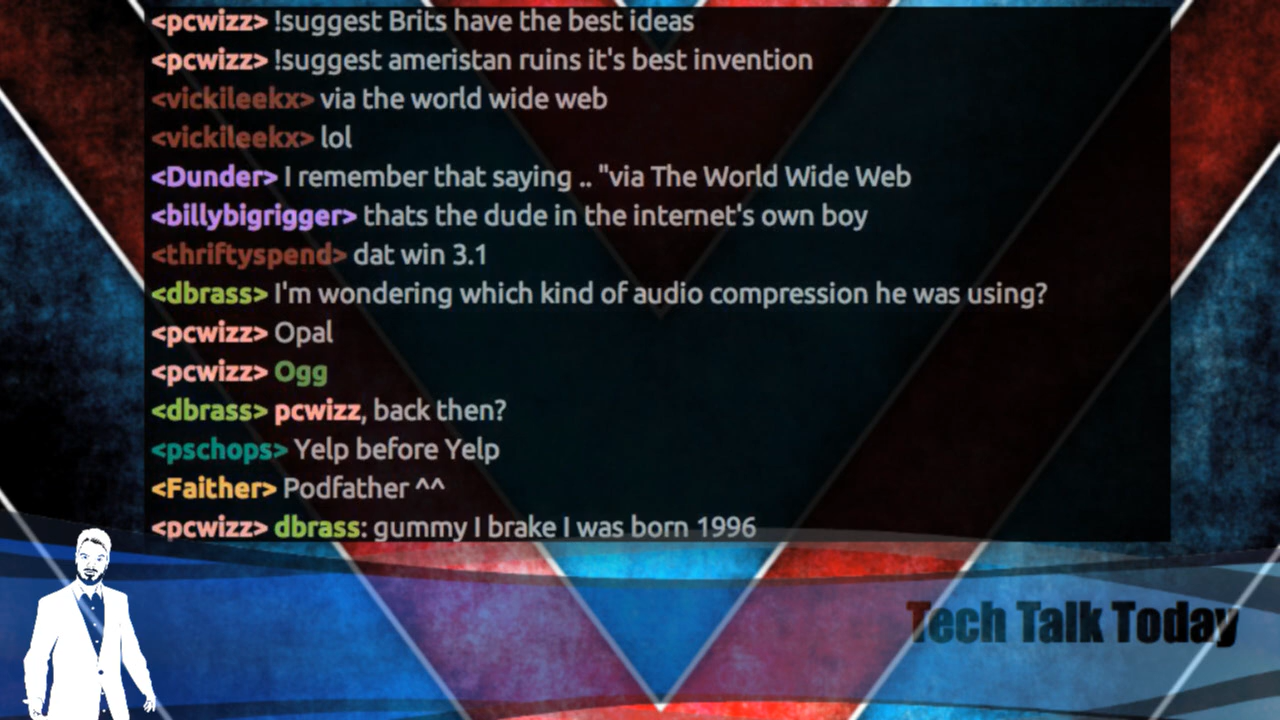 <pcwizz> !suggest Brits have the best ideas
<pcwizz> !suggest ameristan ruins it's best invention
<vickileekx> via the world wide web
<vickileekx> lol
<Dunder> I remember that saying .. "via The World Wide Web
<billybigrigger> thats the dude in the internet's own boy
<thriftyspend> dat win 3.1
<dbrass> I'm wondering which kind of audio compression he was using?
<pcwizz> Opal
<pcwizz> Ogg
<dbrass> pcwizz, back then?
<pschops> Yelp before Yelp
<Faither> Podfather ^^
<pcwizz> dbrass: gummy I brake I was born 1996
Tech Talk Today